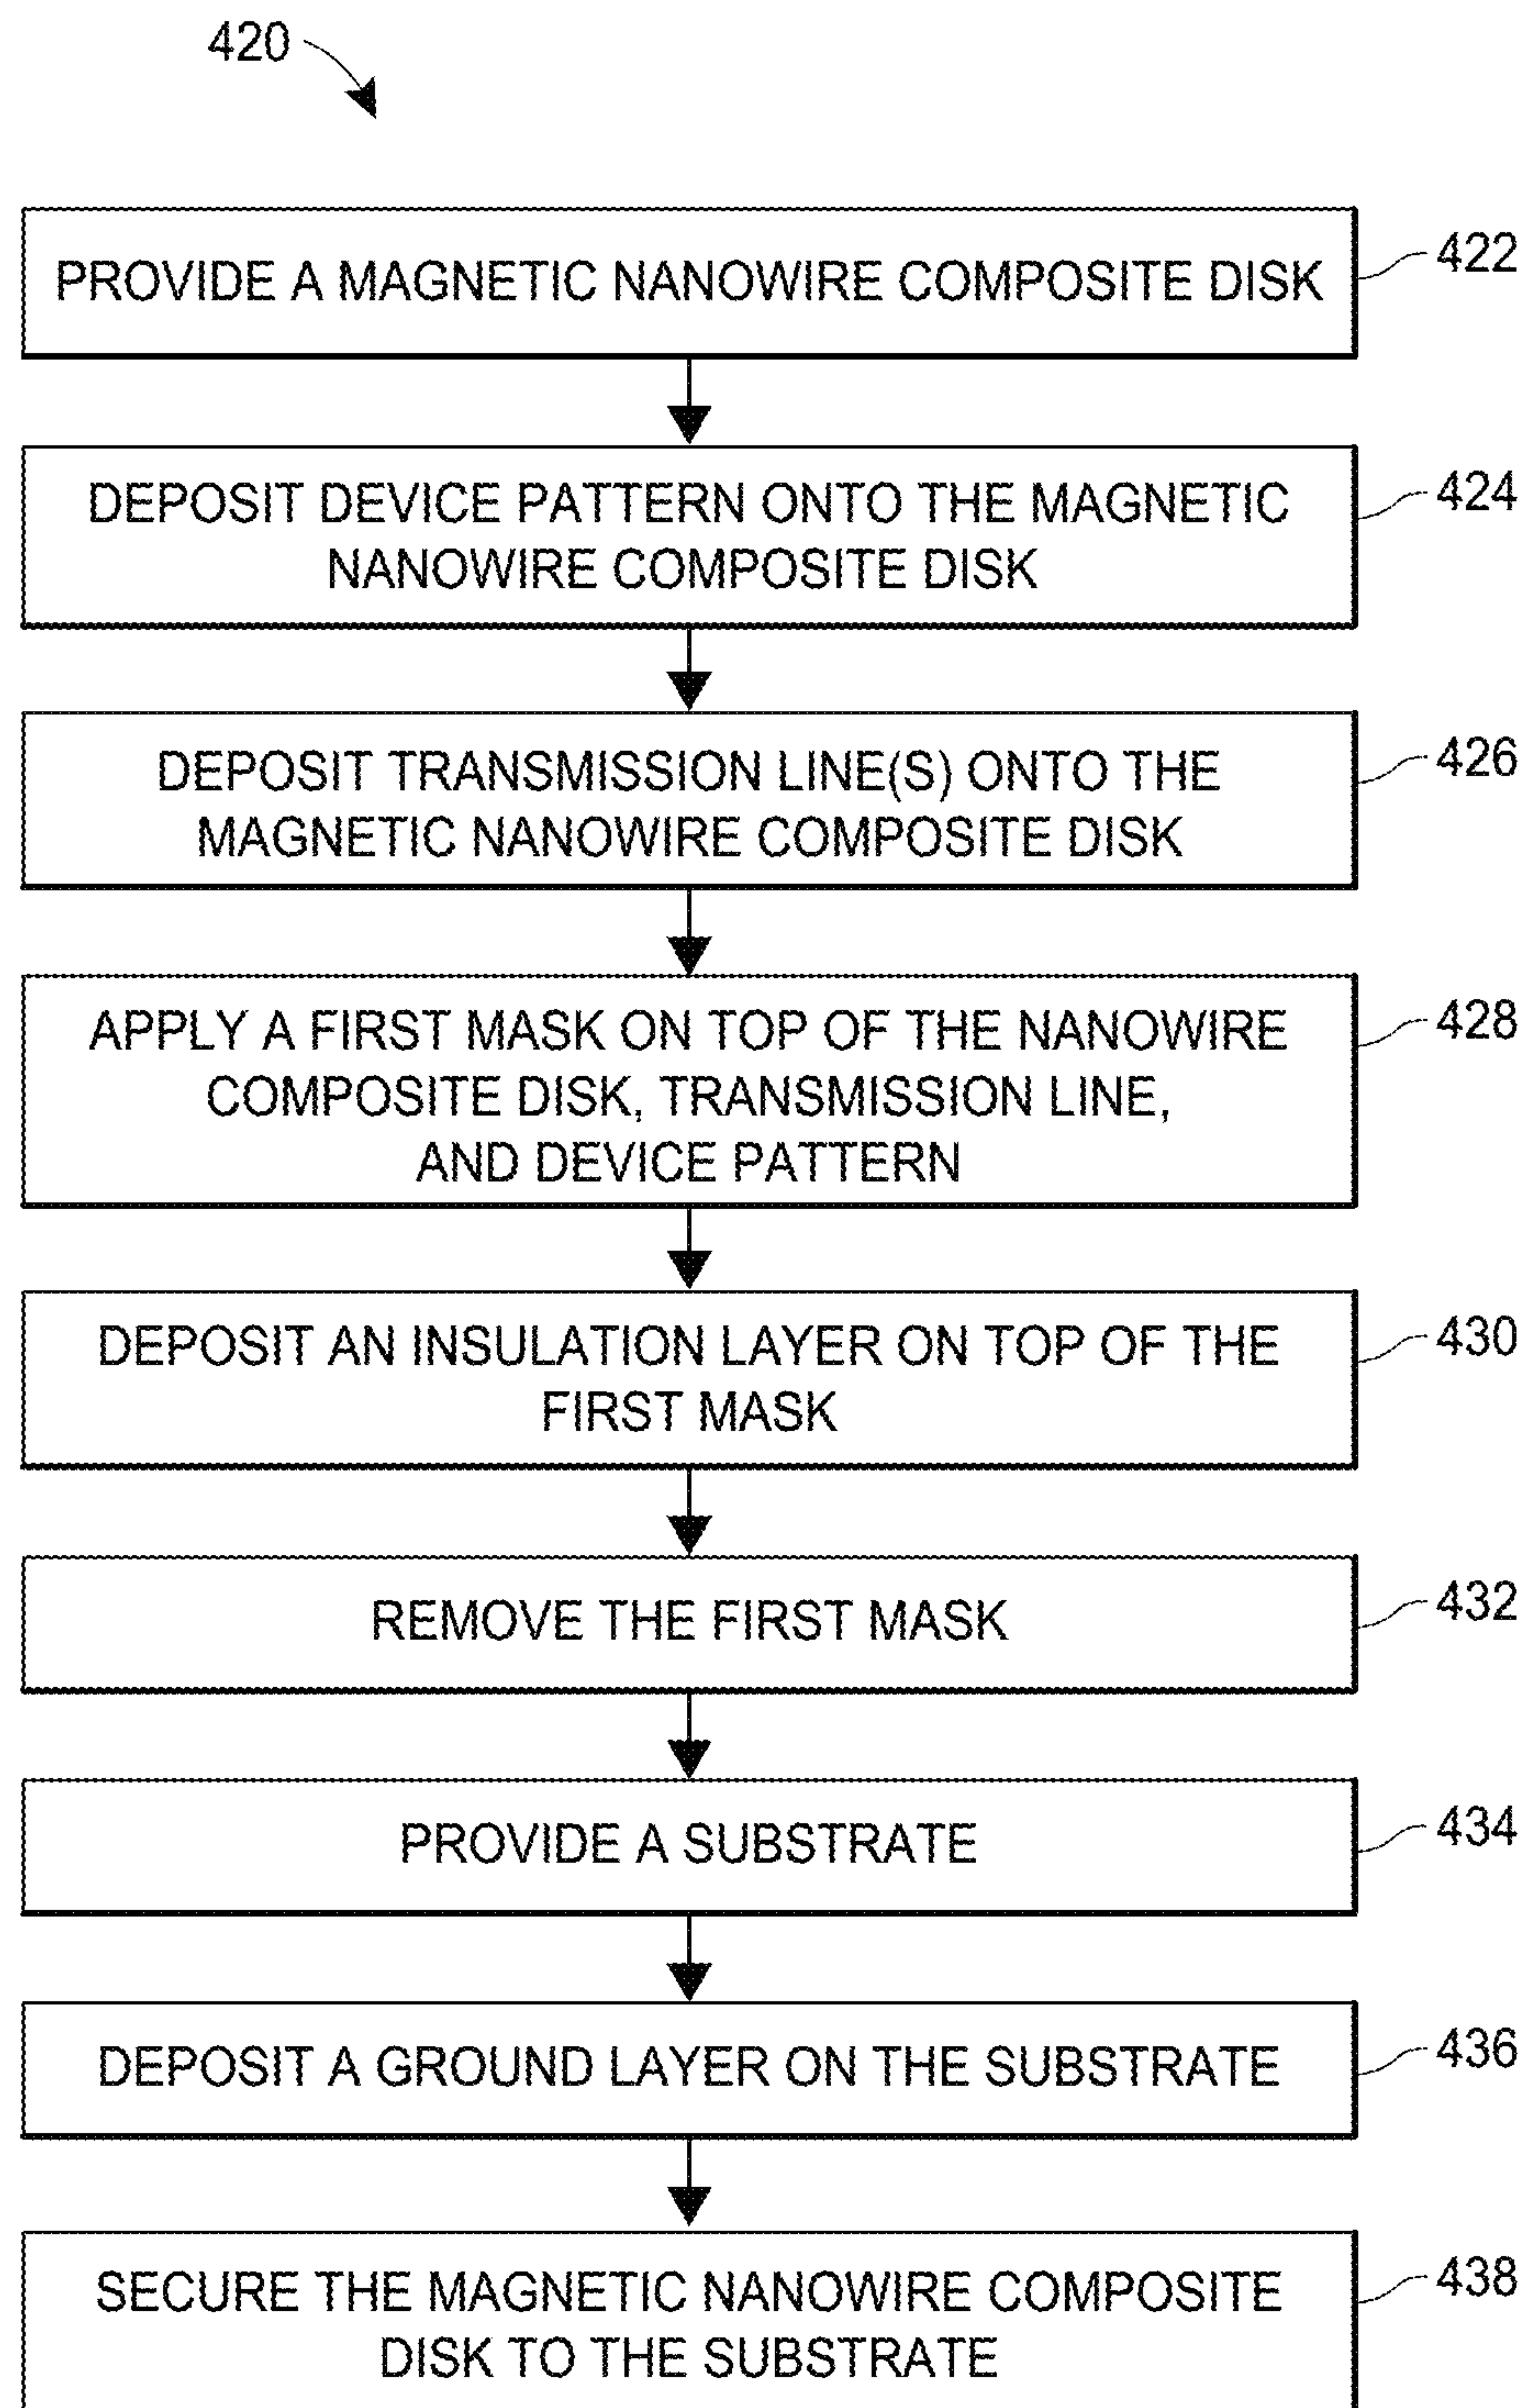 420
PROVIDE A MAGNETIC NANOWIRE COMPOSITE DISK
422
DEPOSIT DEVICE PATTERN ONTO THE MAGNETIC
NANOWIRE COMPOSITE DISK
424
DEPOSIT TRANSMISSION LINE(S) ONTO THE
MAGNETIC NANOWIRE COMPOSITE DISK
426
APPLY A FIRST MASK ON TOP OF THE NANOWIRE
COMPOSITE DISK, TRANSMISSION LINE,
AND DEVICE PATTERN
428
DEPOSIT AN INSULATION LAYER ON TOP OF THE
FIRST MASK
430
REMOVE THE FIRST MASK
432
PROVIDE A SUBSTRATE
434
DEPOSIT A GROUND LAYER ON THE SUBSTRATE
436
SECURE THE MAGNETIC NANOWIRE COMPOSITE
DISK TO THE SUBSTRATE
438